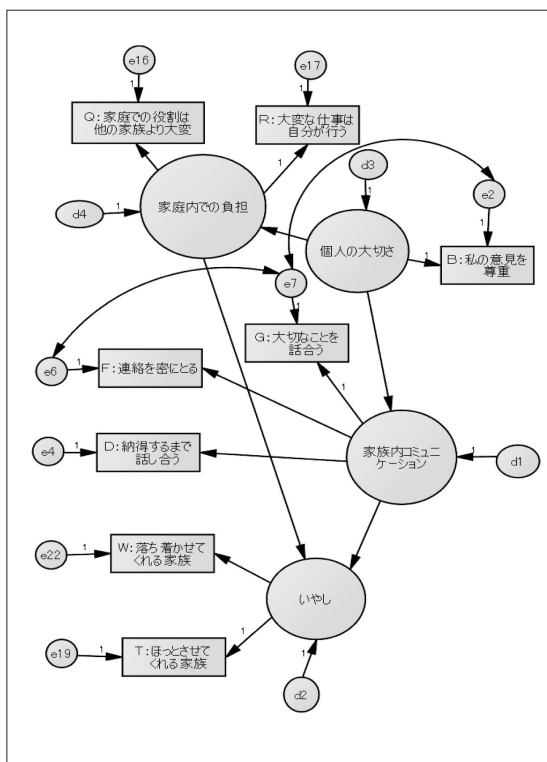 e16
1
e17
1
Q:家庭での役割は
他の家族より大変
R:大変な仕事は
自分が行う
1
d3
1
e2
1
d4
1
家庭内での負担
個人の大切さ
1
B:私の意見を
尊重
e7
1
G:大切なことを
話合う
1
e6
1
F:連絡を密にとる
e4
1
D:納得するまで
話し合う
家族内コミュニ
ケーション
1
d1
e22
1
W:落ち着かせて
くれる家族
いやし
1
e19
1
T:ほっとさせて
くれる家族
1
d2